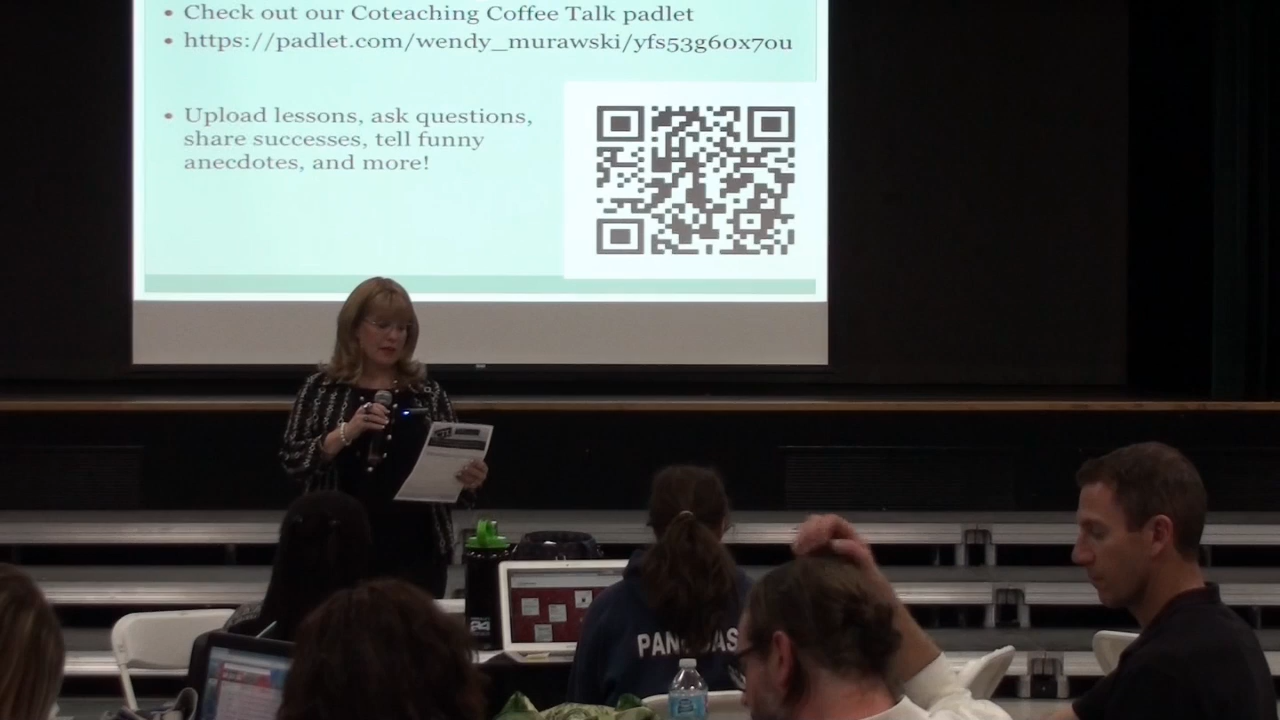 • Check out our Coteaching Coffee Talk padlet
• https://padlet.com/wendy_murawski/yfs53g60x7ou
• Upload lessons, ask questions,
share successes, tell funny
anecdotes, and more!